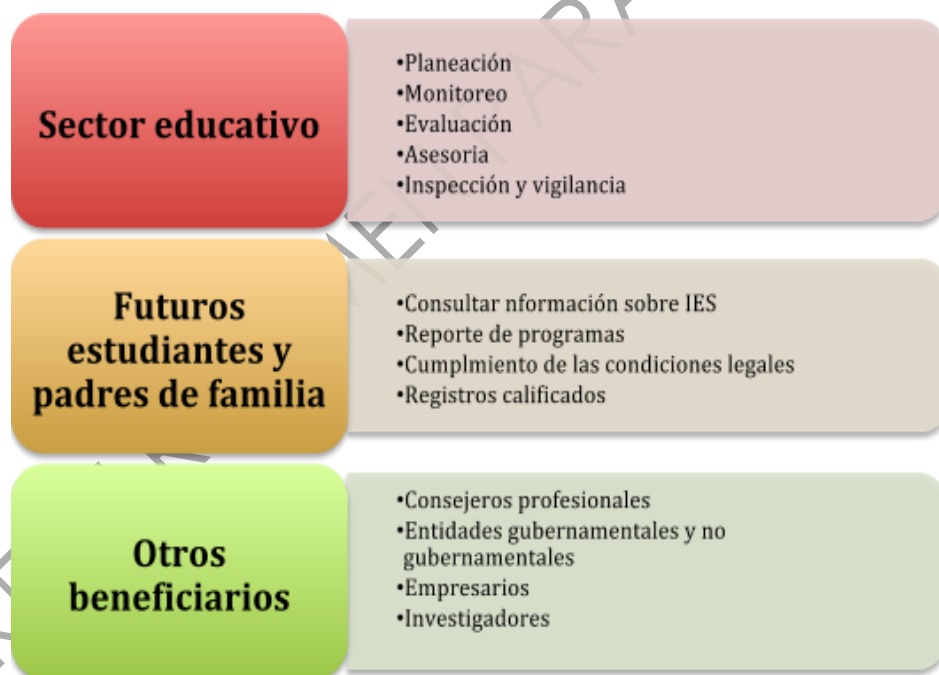 Sector educativo
•Planeación
•Monitoreo
•Evaluación
•Asesoria
•Inspección y vigilancia
Futuros
estudiantes y
padres de familia
•Consultar nformación sobre IES
•Reporte de programas
•Cumplmiento de las condiciones legales
•Registros calificados
Otros
beneficiarios
•Consejeros profesionales
•Entidades gubernamentales y no
gubernamentales
•Empresarios
•Investigadores